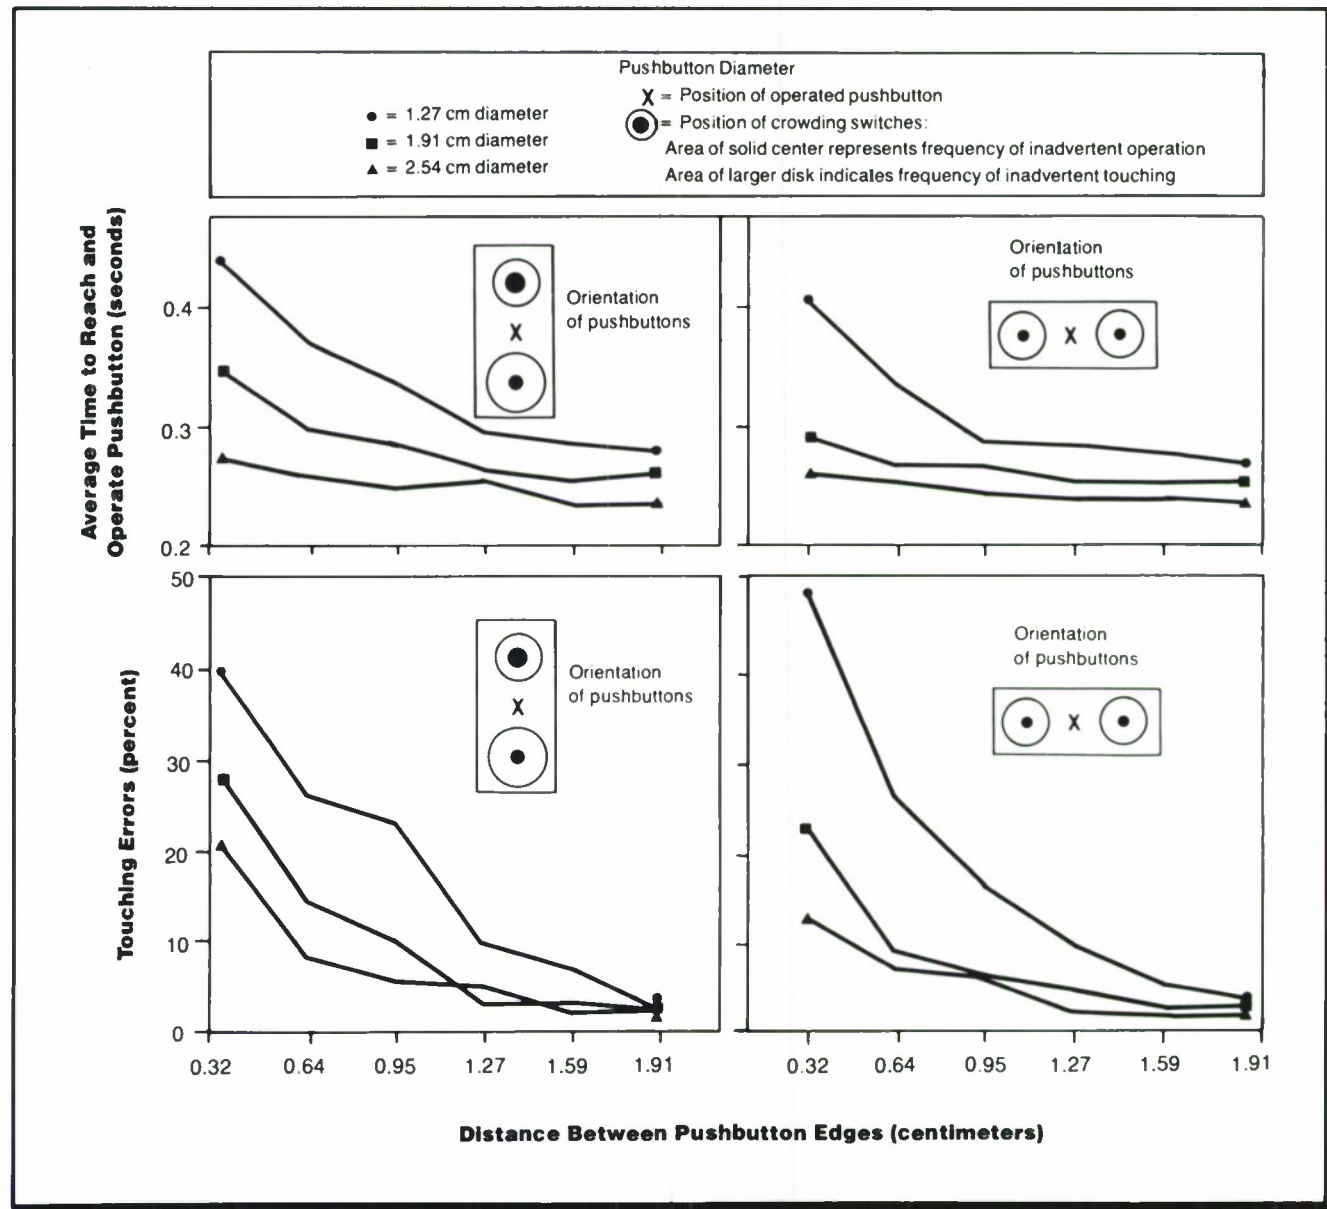 Pushbutton Diameter
● = 1.27 cm diameter
■ = 1.91 cm diameter
▲ = 2.54 cm diameter
X = Position of operated pushbutton
= Position of crowding switches:
Area of solid center represents frequency of inadvertent operation
Area of larger disk indicates frequency of inadvertent touching
Average Time to Reach and
Operate Pushbutton (seconds)
0.4
0.3
0.2
X
Orientation
of pushbuttons
Orientation
of pushbuttons
X
Touching Errors (percent)
50
40
30
20
10
0
X
Orientation
of pushbuttons
Orientation
of pushbuttons
X
0.32 0.64 0.95 1.27 1.59 1.91
0.32 0.64 0.95 1.27 1.59 1.91
Distance Between Pushbutton Edges (centimeters)